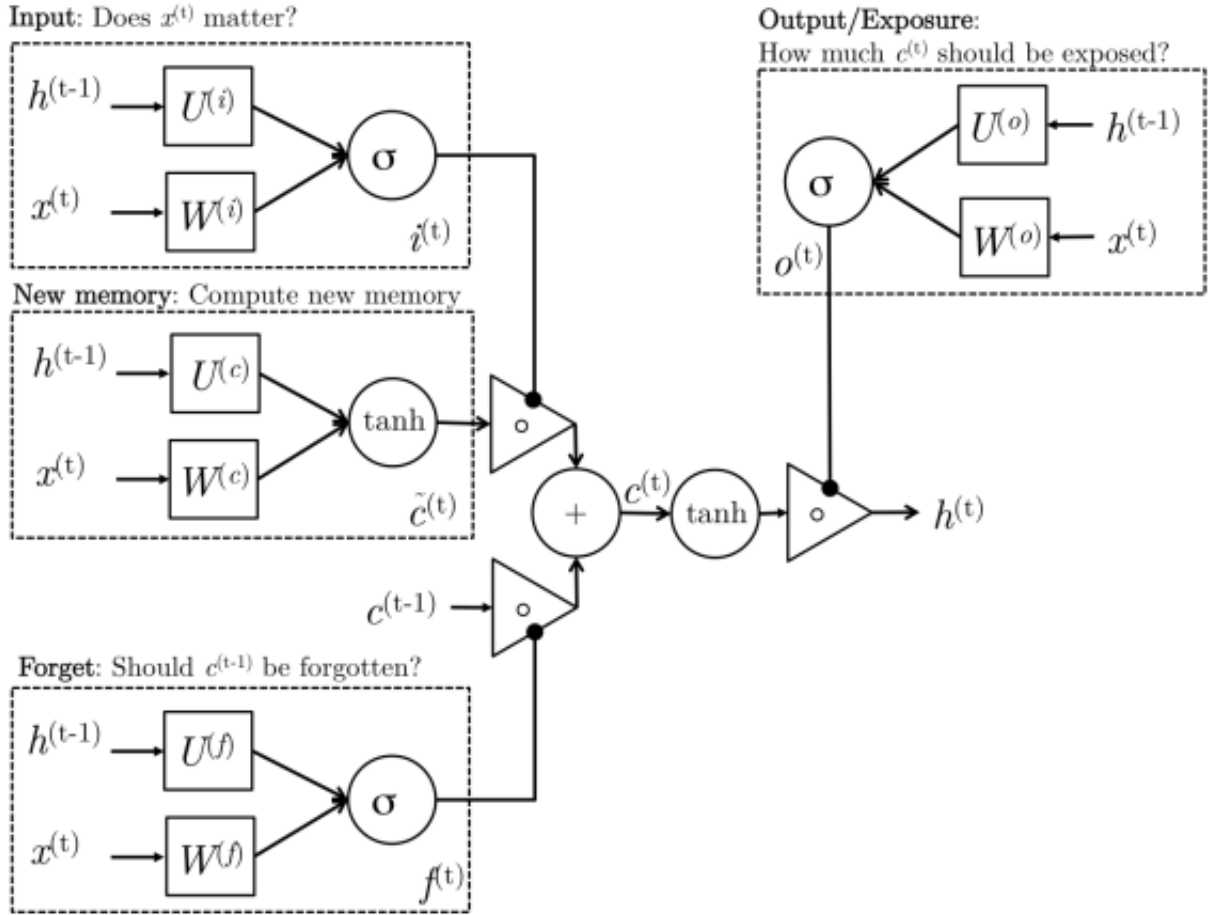 Input: Does x^(t) matter?
h^(t-1)
U^(i)
x^(t)
W^(i)
σ
i^(t)
New memory: Compute new memory
h^(t-1)
U^(c)
x^(t)
W^(c)
tanh
c̃^(t)
c^(t-1)
Forget: Should c^(t-1) be forgotten?
h^(t-1)
U^(f)
x^(t)
W^(f)
σ
f^(t)
∘
∘
+
c^(t)
tanh
∘
h^(t)
Output/Exposure:
How much c^(t) should be exposed?
U^(o)
h^(t-1)
σ
W^(o)
x^(t)
o^(t)